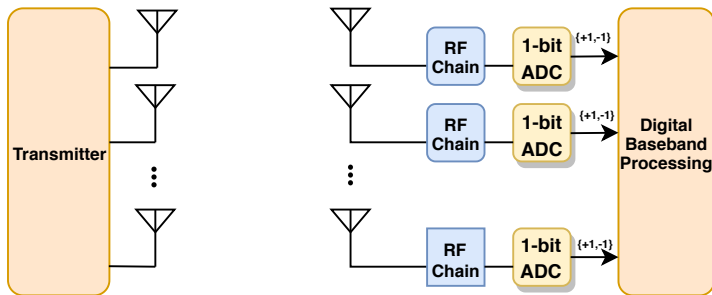 Transmitter
RF
Chain
1-bit
ADC
{+1,-1}
RF
Chain
1-bit
ADC
{+1,-1}
RF
Chain
1-bit
ADC
{+1,-1}
Digital
Baseband
Processing